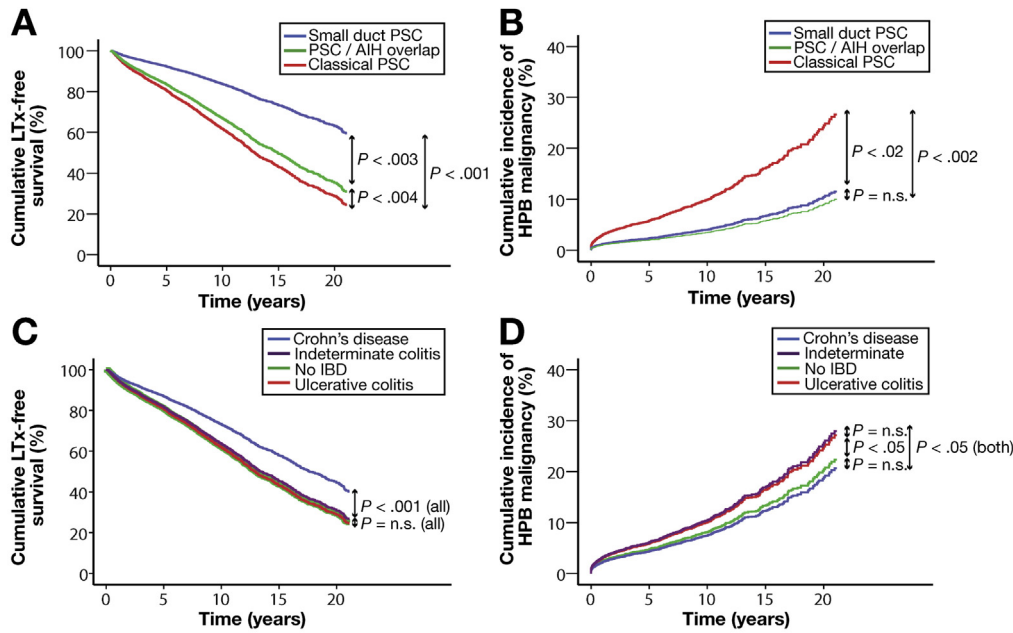 A
Small duct PSC
PSC / AIH overlap
Classical PSC
Cumulative LTx-free
survival (%)
100
80
60
40
20
0
P < .003
P < .001
P < .004
0 5 10 15 20
Time (years)
B
Small duct PSC
PSC / AIH overlap
Classical PSC
Cumulative incidence of
HPB malignancy (%)
40
30
20
10
0
P < .02
P < .002
P = n.s.
0 5 10 15 20
Time (years)
C
Crohn's disease
Indeterminate colitis
No IBD
Ulcerative colitis
Cumulative LTx-free
survival (%)
100
80
60
40
20
0
P < .001 (all)
P = n.s. (all)
0 5 10 15 20
Time (years)
D
Crohn's disease
Indeterminate
No IBD
Ulcerative colitis
Cumulative incidence of
HPB malignancy (%)
40
30
20
10
0
P = n.s.
P < .05
P < .05 (both)
P = n.s.
0 5 10 15 20
Time (years)